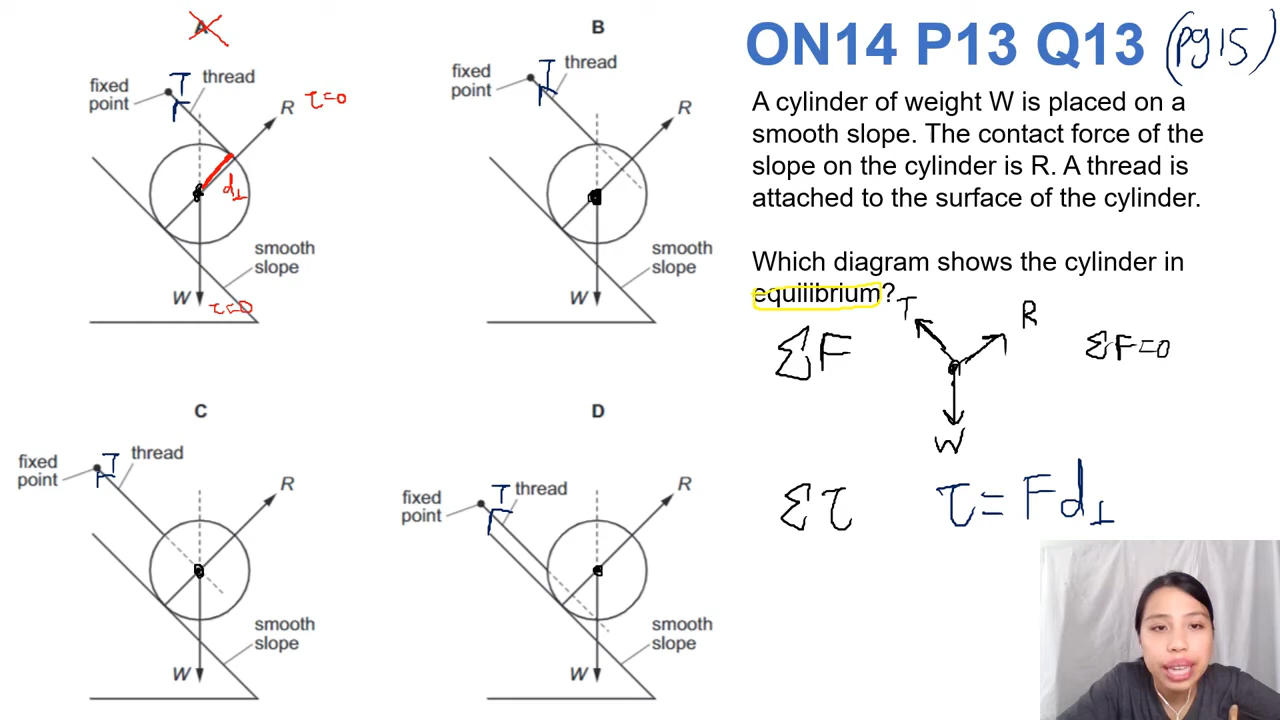 ON14 P13 Q13 (pg 15)
A cylinder of weight W is placed on a
smooth slope. The contact force of the
slope on the cylinder is R. A thread is
attached to the surface of the cylinder.
Which diagram shows the cylinder in
equilibrium?
A
fixed
point
T
thread
R
τ=0
d⊥
smooth
slope
W
τ=0
B
fixed
point
T
thread
R
smooth
slope
W
C
fixed
point
T
thread
R
smooth
slope
W
D
fixed
point
T
thread
R
smooth
slope
W
ΣF
T
R
W
ΣF=0
Στ
τ= Fd⊥